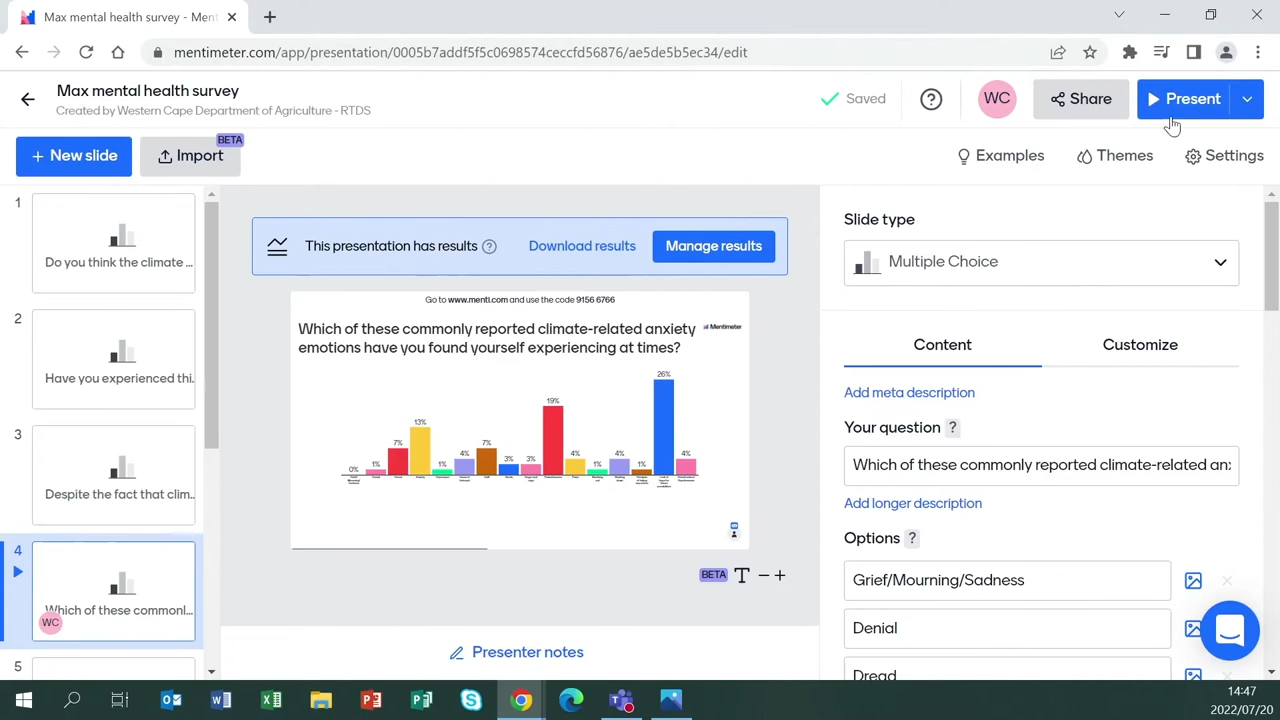 Max mental health survey - Ment
mentimeter.com/app/presentation/0005b7addf5f5c0698574ceccfd56876/ae5de5b5ec34/edit
Max mental health survey
Created by Western Cape Department of Agriculture - RTDS
Saved
?
WC
Share
Present
+ New slide
Import
BETA
Examples
Themes
Settings
1
Do you think the climate ...
2
Have you experienced thi...
3
Despite the fact that clim...
4
Which of these commonl...
WC
5
This presentation has results ?
Download results
Manage results
Go to www.menti.com and use the code 9156 6766
Which of these commonly reported climate-related anxiety
emotions have you found yourself experiencing at times?
Mentimeter
0%
1%
7%
13%
1%
4%
7%
3%
3%
19%
4%
1%
4%
1%
26%
4%
BETA T − +
Presenter notes
Slide type
Multiple Choice
Content
Customize
Add meta description
Your question ?
Which of these commonly reported climate-related an
Add longer description
Options ?
Grief/Mourning/Sadness
Denial
Dread
14:47
2022/07/20